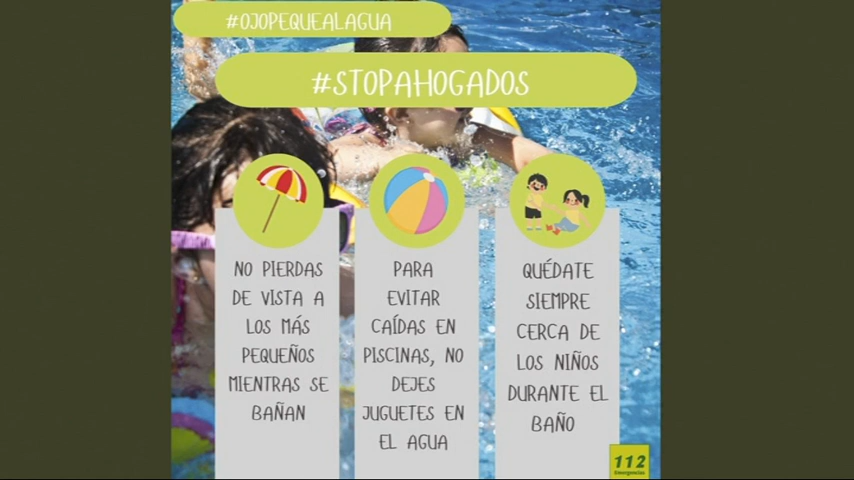 #OJOPEQUEALAGUA
#STOPAHOGADOS
NO PIERDAS
DE VISTA A
LOS MÁS
PEQUEÑOS
MIENTRAS SE
BAÑAN
PARA
EVITAR
CAÍDAS EN
PISCINAS, NO
DEJES
JUGUETES EN
EL AGUA
QUÉDATE
SIEMPRE
CERCA DE
LOS NIÑOS
DURANTE EL
BAÑO
112
Emergencias